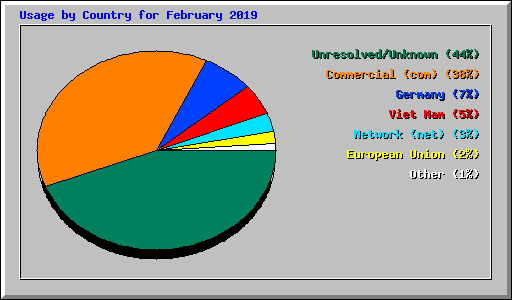 Usage by Country for February 2019
Unresolved/Unknown (44%)
Commercial (com) (38%)
Germany (7%)
Viet Nam (5%)
Network (net) (3%)
European Union (2%)
Other (1%)